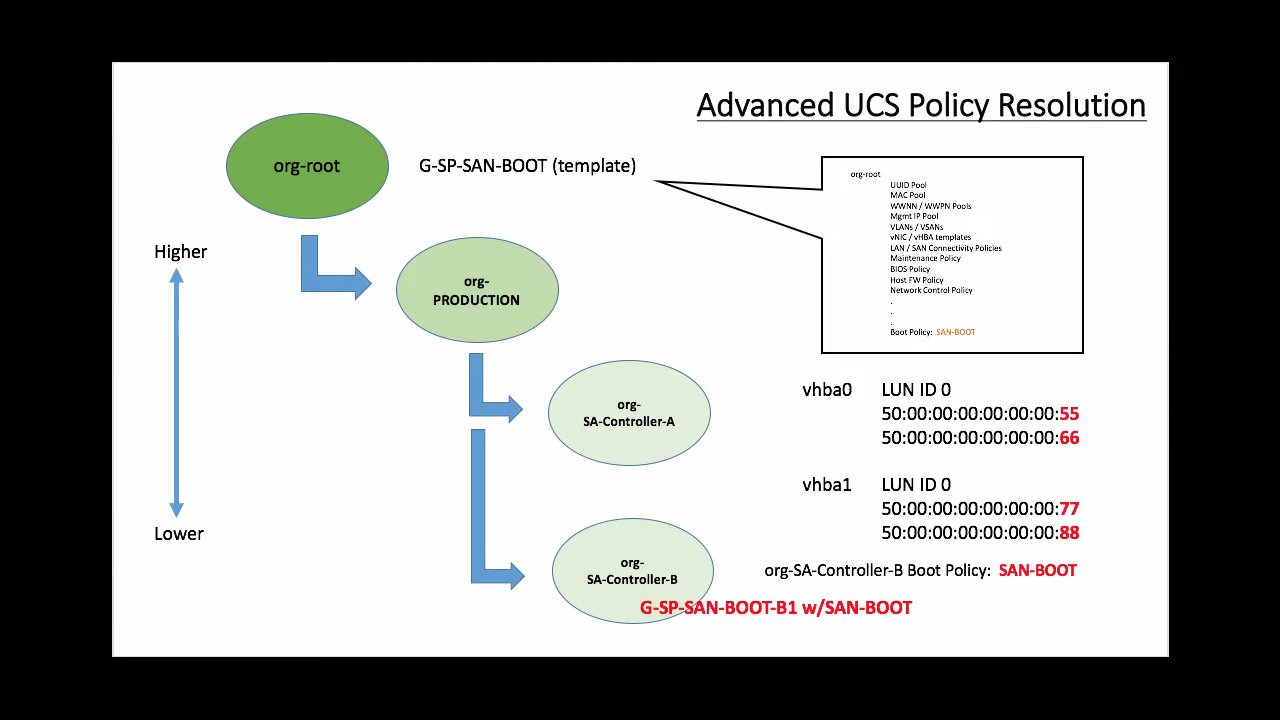 Advanced UCS Policy Resolution
org-root
G-SP-SAN-BOOT (template)
org-root
UUID Pool
MAC Pool
WWNN / WWPN Pools
Mgmt IP Pool
VLANs / VSANs
vNIC / vHBA templates
LAN / SAN Connectivity Policies
Maintenance Policy
BIOS Policy
Host FW Policy
Network Control Policy
.
.
.
Boot Policy: SAN-BOOT
Higher
org-
PRODUCTION
org-
SA-Controller-A
vhba0 LUN ID 0
50:00:00:00:00:00:00:55
50:00:00:00:00:00:00:66
vhba1 LUN ID 0
50:00:00:00:00:00:00:77
50:00:00:00:00:00:00:88
Lower
org-
SA-Controller-B
org-SA-Controller-B Boot Policy: SAN-BOOT
G-SP-SAN-BOOT-B1 w/SAN-BOOT